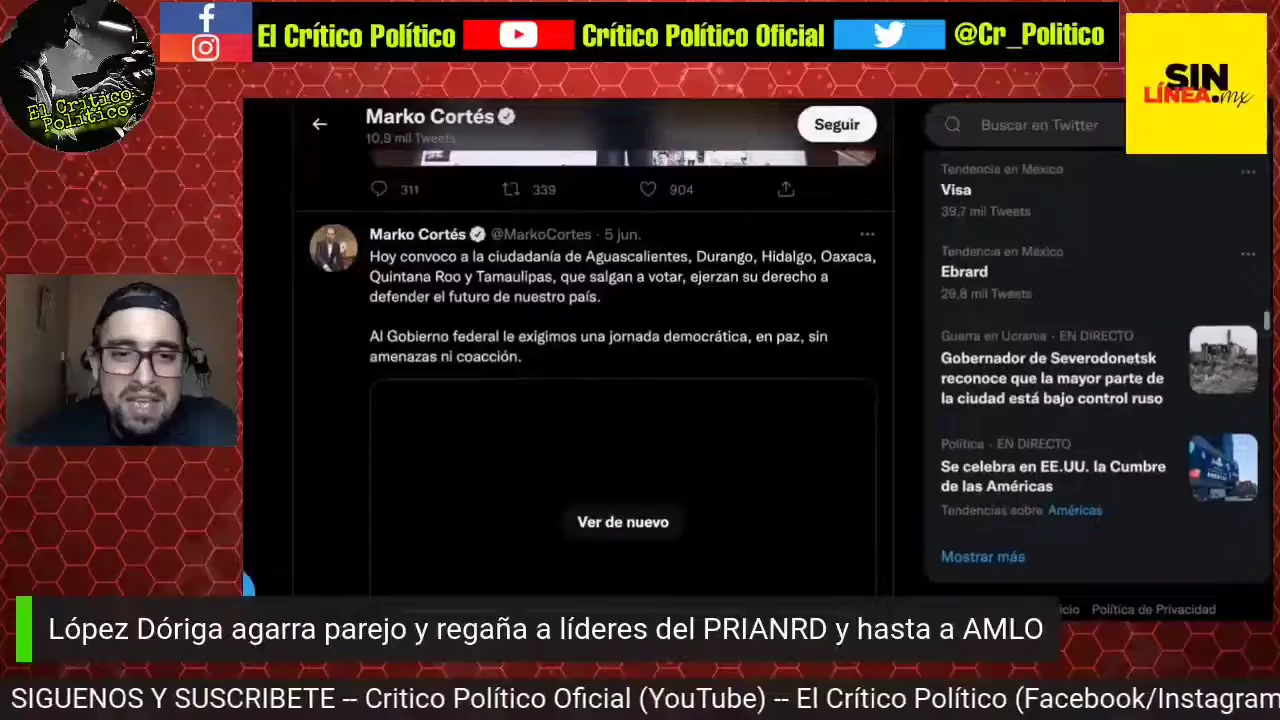 El Crítico Político
Crítico Político Oficial
@Cr_Politico
El Crítico
Político
SIN
LÍNEA.mx
Marko Cortés
10,9 mil Tweets
Seguir
311
339
904
Marko Cortés @MarkoCortes · 5 jun.
Hoy convoco a la ciudadanía de Aguascalientes, Durango, Hidalgo, Oaxaca,
Quintana Roo y Tamaulipas, que salgan a votar, ejerzan su derecho a
defender el futuro de nuestro país.
Al Gobierno federal le exigimos una jornada democrática, en paz, sin
amenazas ni coacción.
Ver de nuevo
Buscar en Twitter
Tendencia en México
Visa
39,7 mil Tweets
Tendencia en México
Ebrard
29,8 mil Tweets
Guerra en Ucrania · EN DIRECTO
Gobernador de Severodonetsk
reconoce que la mayor parte de
la ciudad está bajo control ruso
Política · EN DIRECTO
Se celebra en EE.UU. la Cumbre
de las Américas
Tendencias sobre Américas
Mostrar más
icio Política de Privacidad
López Dóriga agarra parejo y regaña a líderes del PRIANRD y hasta a AMLO
SIGUENOS Y SUSCRIBETE -- Critico Político Oficial (YouTube) -- El Crítico Político (Facebook/Instagram